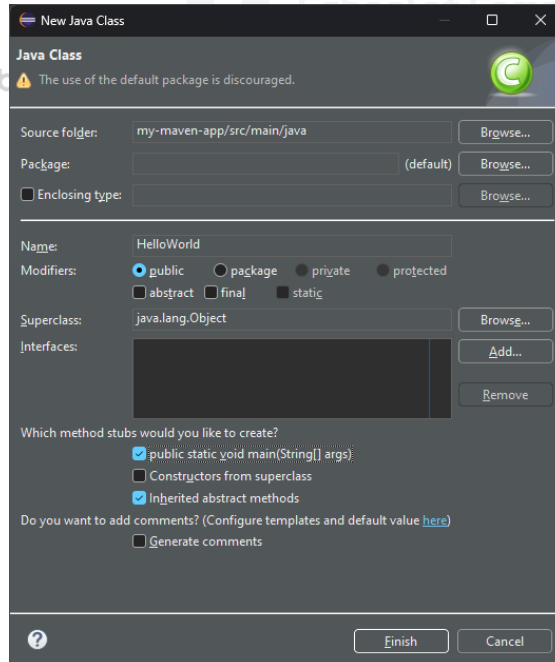 New Java Class
Java Class
The use of the default package is discouraged.
Source folder: my-maven-app/src/main/java Browse...
Package: (default) Browse...
Enclosing type: Browse...
Name: HelloWorld
Modifiers: public package private protected
abstract final static
Superclass: java.lang.Object Browse...
Interfaces: Add...
Remove
Which method stubs would you like to create?
public static void main(String[] args)
Constructors from superclass
Inherited abstract methods
Do you want to add comments? (Configure templates and default value here)
Generate comments
? Finish Cancel